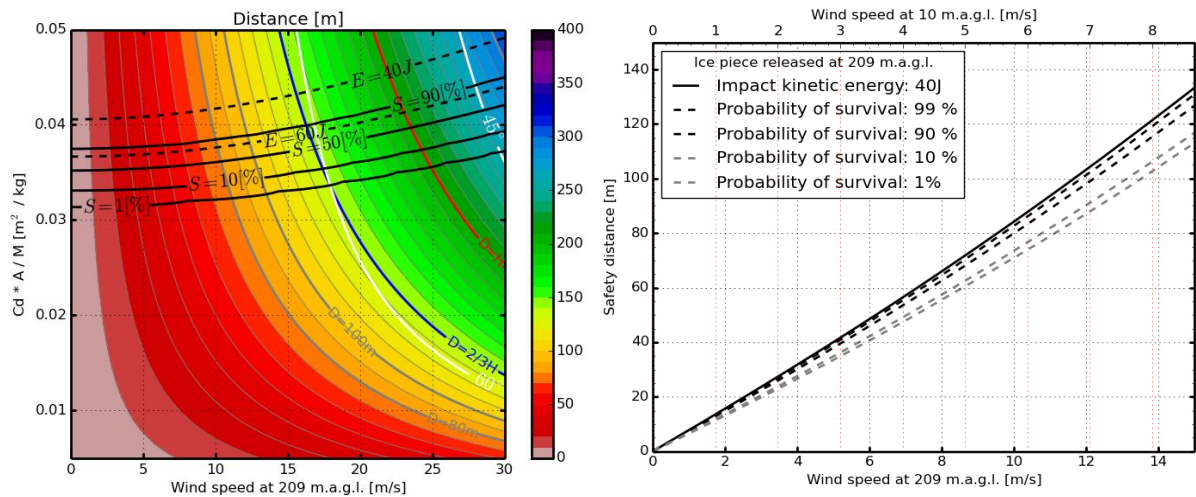 Distance [m]
0.05
0.04
0.03
0.02
0.01
Cd * A / M [m² / kg]
E=40J
S=90[%]
E=60J
S=50[%]
S=10[%]
S=1[%]
45
D=H
D=2/3H
60
D=100m
D=80m
0 5 10 15 20 25 30
Wind speed at 209 m.a.g.l. [m/s]
400
350
300
250
200
150
100
50
0
Wind speed at 10 m.a.g.l. [m/s]
0 1 2 3 4 5 6 7 8
Ice piece released at 209 m.a.g.l.
Impact kinetic energy: 40J
Probability of survival: 99 %
Probability of survival: 90 %
Probability of survival: 10 %
Probability of survival: 1%
150
140
120
100
80
60
40
20
0
Safety distance [m]
0 2 4 6 8 10 12 14
Wind speed at 209 m.a.g.l. [m/s]